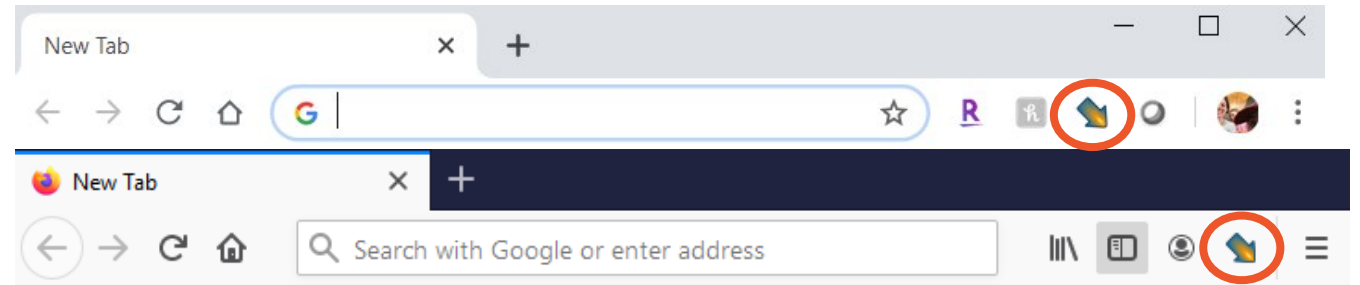 New Tab
G
R
h
New Tab
Search with Google or enter address